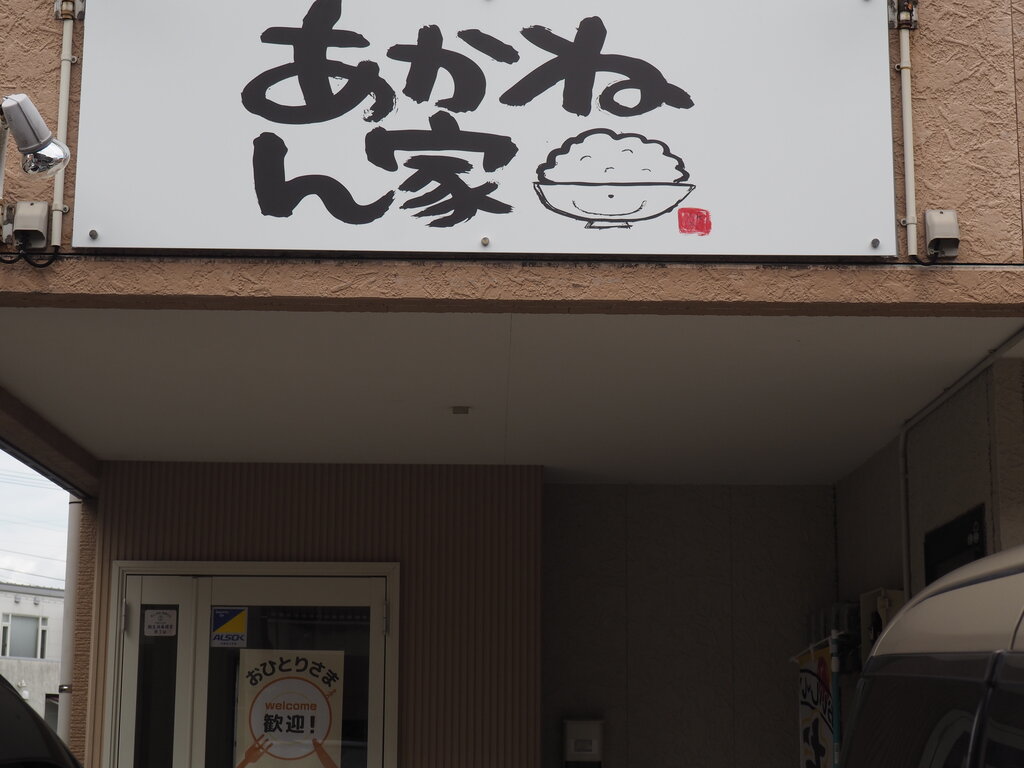 あかね
ん家
ALSOK
おひとりさま
welcome
歓迎!